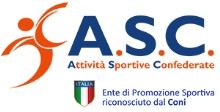 A.S.C.
Attività Sportive Confederate
ITALIA
Ente di Promozione Sportiva
riconosciuto dal Coni